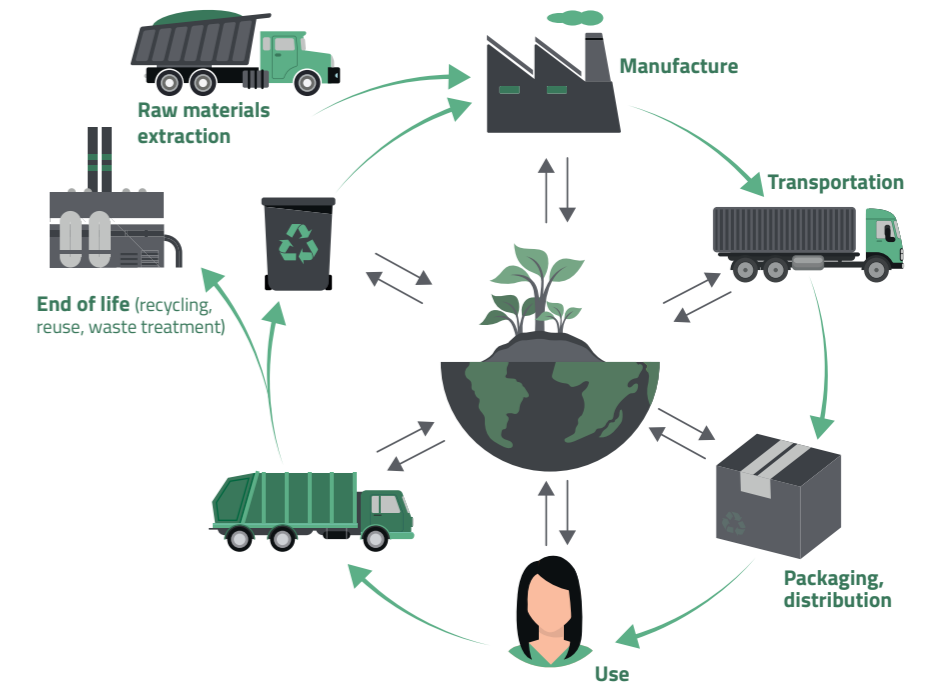 Manufacture
Raw materials
extraction
Transportation
End of life (recycling,
reuse, waste treatment)
Packaging,
distribution
Use